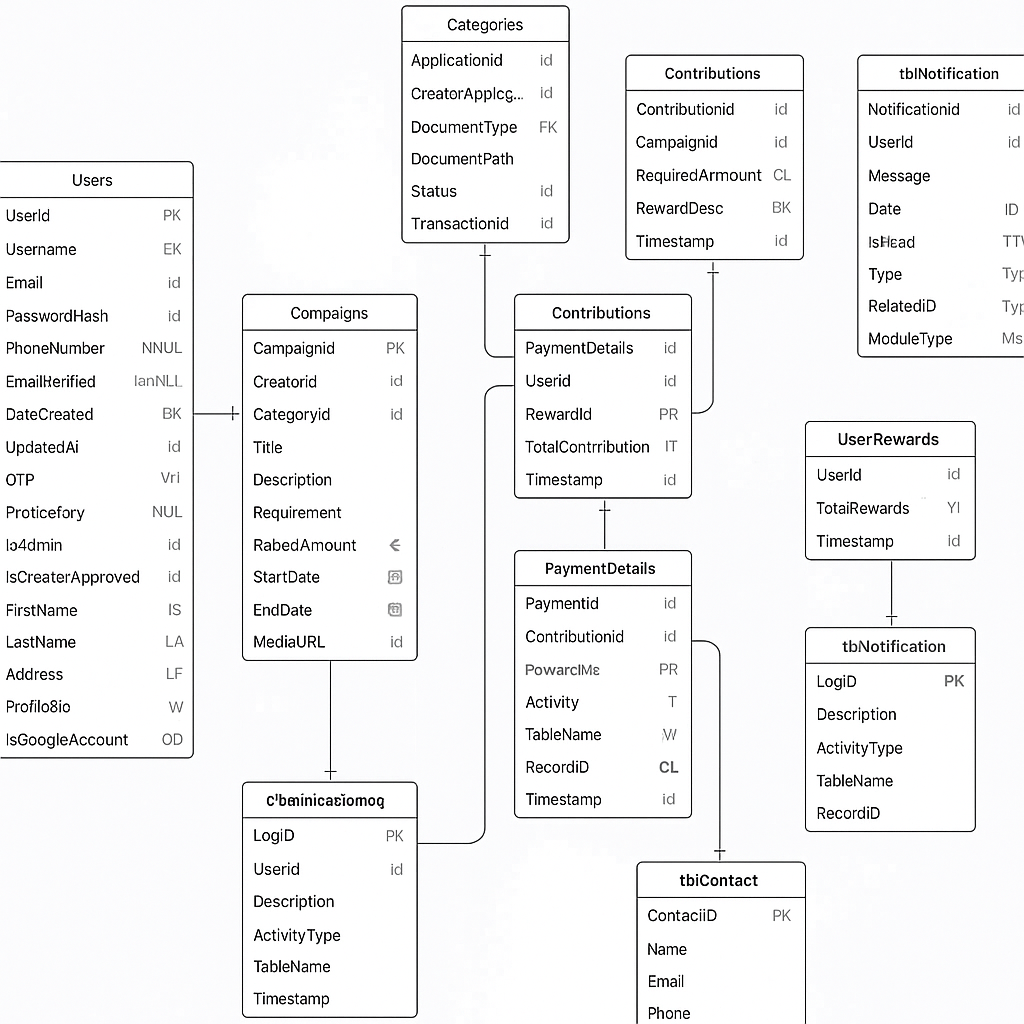 Categories
Applicationid id
CreatorApplcg... id
DocumentType FK
DocumentPath
Status id
Transactionid id
Contributions
Contributionid id
Campaignid id
RequiredArmount CL
RewardDesc BK
Timestamp id
tblNotification
Notificationid id
UserId id
Message
Date ID
Type Typ
RelatediD Typ
ModuleType Ms
Users
UserId PK
Username EK
Email id
PasswordHash id
PhoneNumber NNUL
EmailRerified IanNLL
DateCreated BK
UpdatedAi id
OTP Vri
Proticefory NUL
Io4dmin id
IsCreaterApproved id
FirstName IS
LastName LA
Address LF
Profilo8io W
IsGoogleAccount OD
Compaigns
Campaignid PK
Creatorid id
Categoryid id
Title
Description
Requirement
RabedAmount €
StartDate
EndDate
MediaURL id
Contributions
PaymentDetails id
Userid id
RewardId PR
TotalContrribution IT
Timestamp id
UserRewards
UserId id
TotaiRewards YI
Timestamp id
PaymentDetails
Paymentid id
Contributionid id
PR
Activity T
TableName W
RecordiD CL
Timestamp id
tbNotification
LogiD PK
Description
ActivityType
TableName
RecordiD
LogiD PK
Userid id
Description
ActivityType
TableName
Timestamp
tbiContact
ContaciiD PK
Name
Email
Phone